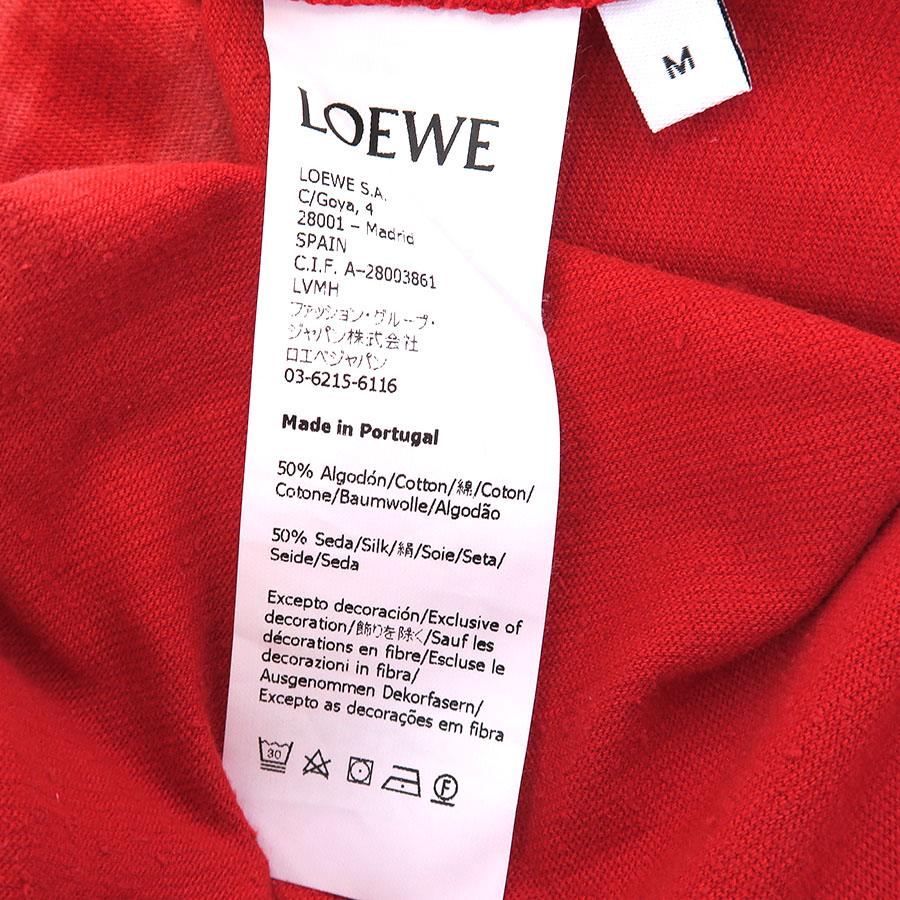 M
LOEWE
LOEWE S.A.
C/Goya, 4
28001 – Madrid
SPAIN
C.I.F. A-28003861
LVMH
ファッション・グループ・
ジャパン株式会社
ロエベジャパン
03-6215-6116
Made in Portugal
50% Algodón/Cotton/綿/Coton/
Cotone/Baumwolle/Algodão
50% Seda/Silk/絹/Soie/Seta/
Seide/Seda
Excepto decoración/Exclusive of
decoration/飾りを除く/Sauf les
décorations en fibre/Escluse le
decorazioni in fibra/
Ausgenommen Dekorfasern/
Excepto as decorações em fibra
30
F